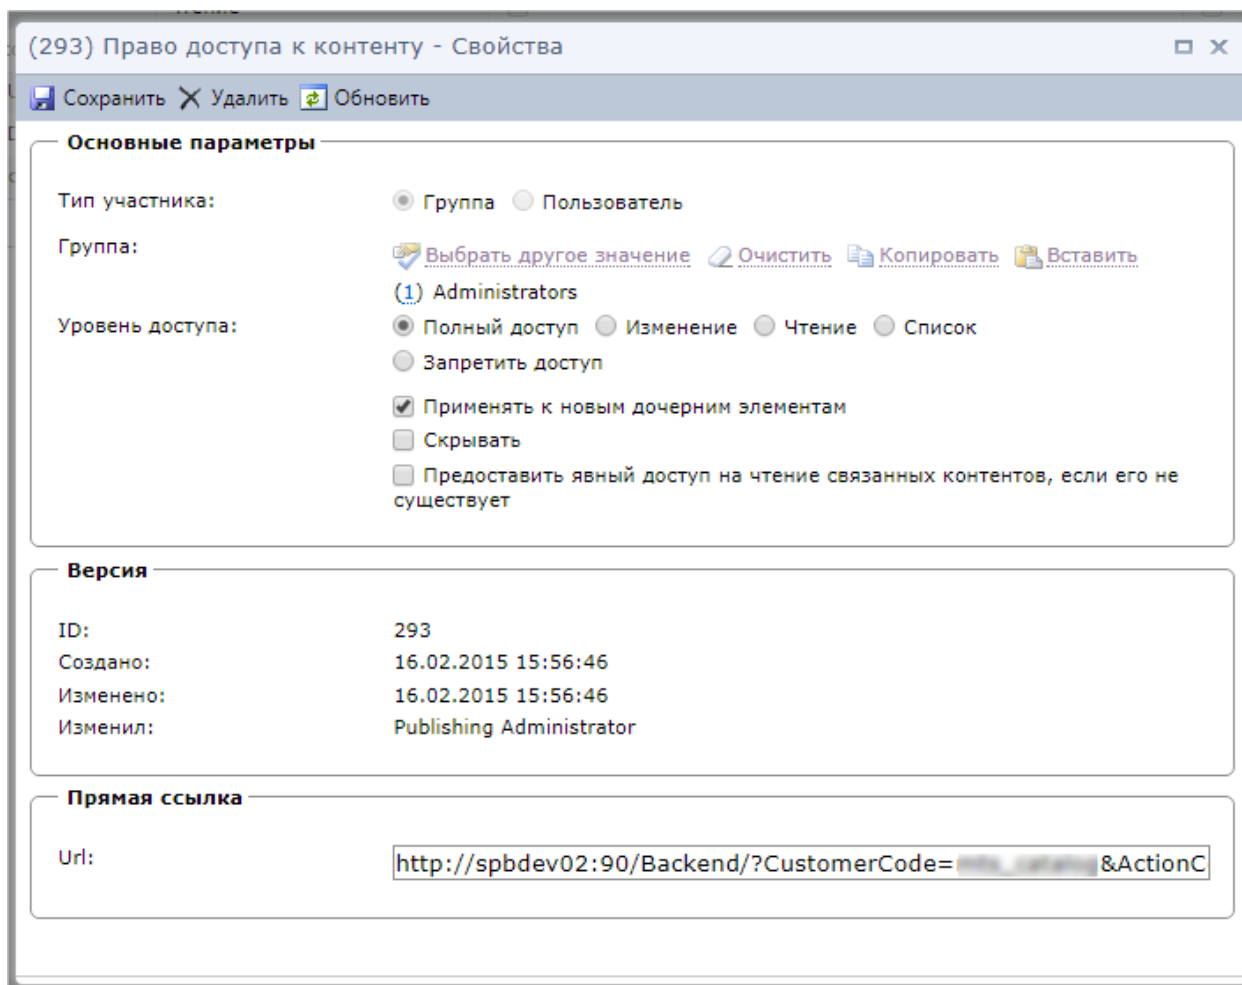 (293) Право доступа к контенту - Свойства
Сохранить Удалить Обновить
Основные параметры
Тип участника: Группа Пользователь
Группа: Выбрать другое значение Очистить Копировать Вставить
(1) Administrators
Уровень доступа: Полный доступ Изменение Чтение Список
Запретить доступ
Применять к новым дочерним элементам
Скрывать
Предоставить явный доступ на чтение связанных контентов, если его не
существует
Версия
ID: 293
Создано: 16.02.2015 15:56:46
Изменено: 16.02.2015 15:56:46
Изменил: Publishing Administrator
Прямая ссылка
Url: http://spbdev02:90/Backend/?CustomerCode= &ActionC